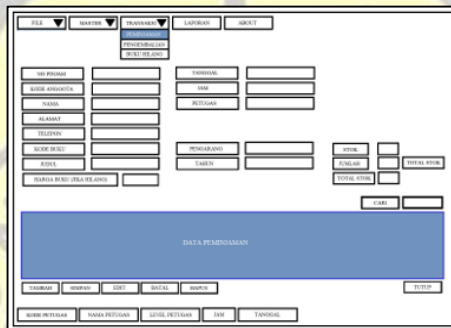 FILE MASTER TRANSAKSI LAPORAN ABOUT
PEMINJAMAN
PENGEMBALIAN
BUKU HILANG
NO PINJAM TANGGAL
KODE ANGGOTA JAM
NAMA PETUGAS
ALAMAT
TELEPHN
KODE BUKU PENGARANG STOK
JUDUL TAHUN JUMLAH TOTAL STOK
HARGA BUKU (JIKA HILANG) TOTAL STOK
CARI
DATA PEMINJAMAN
TAMBAH SIMPAN EDIT BATAL HAPUS TUTUP
KODE PETUGAS NAMA PETUGAS LEVEL PETUGAS JAM TANGGAL